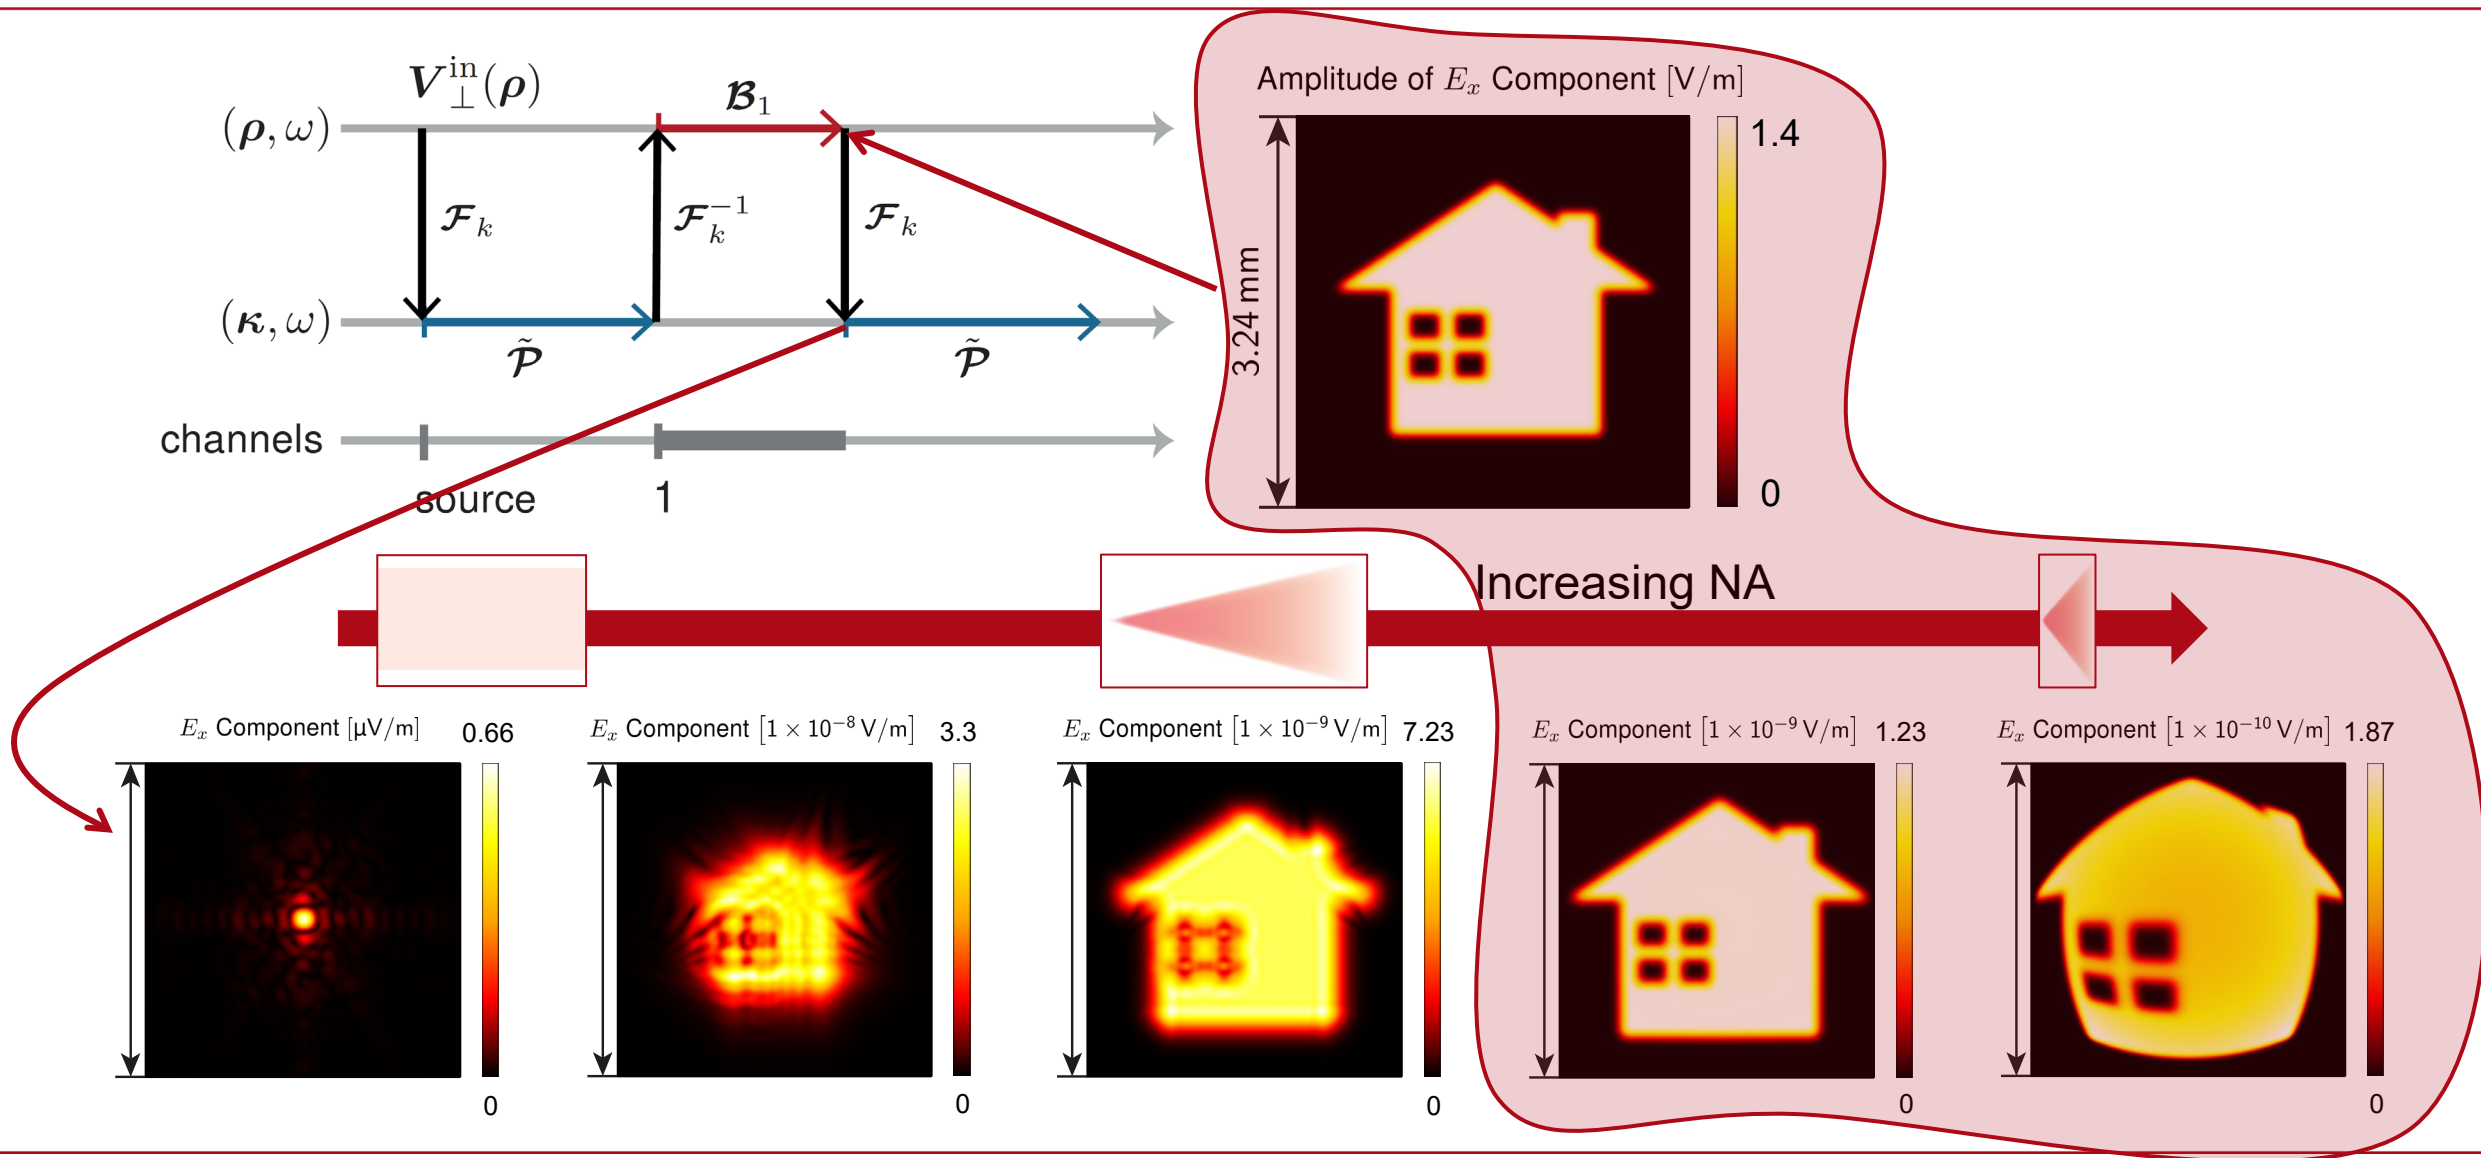 V⊥^in(ρ)
B₁
(ρ, ω)
F_k
F_k^−1
F_k
(κ, ω)
P̃
P̃
channels
source
1
Amplitude of E_x Component [V/m]
1.4
3.24 mm
0
Increasing NA
E_x Component [µV/m]
0.66
0
E_x Component [1 × 10^−8 V/m]
3.3
0
E_x Component [1 × 10^−9 V/m]
7.23
0
E_x Component [1 × 10^−9 V/m]
1.23
0
E_x Component [1 × 10^−10 V/m]
1.87
0